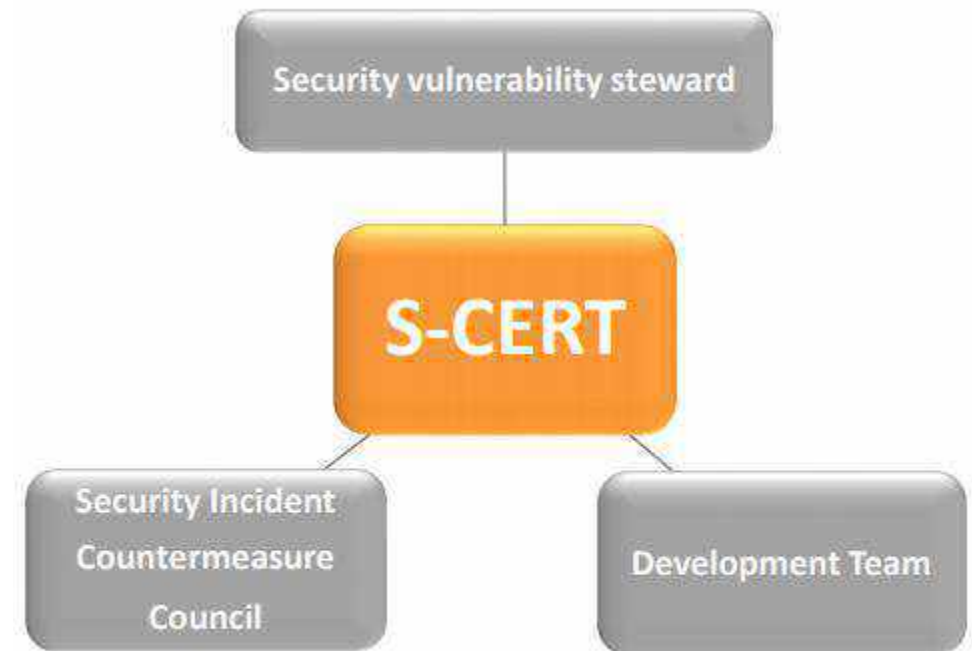 Security vulnerability steward
S-CERT
Security Incident
Countermeasure
Council
Development Team